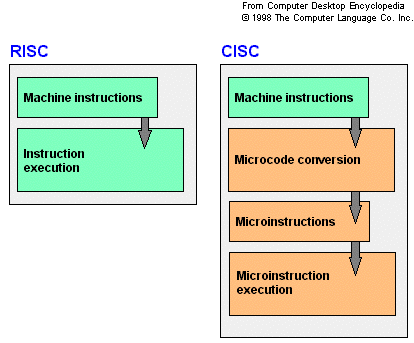 From Computer Desktop Encyclopedia
© 1998 The Computer Language Co. Inc.
RISC
Machine instructions
Instruction
execution
CISC
Machine instructions
Microcode conversion
Microinstructions
Microinstruction
execution